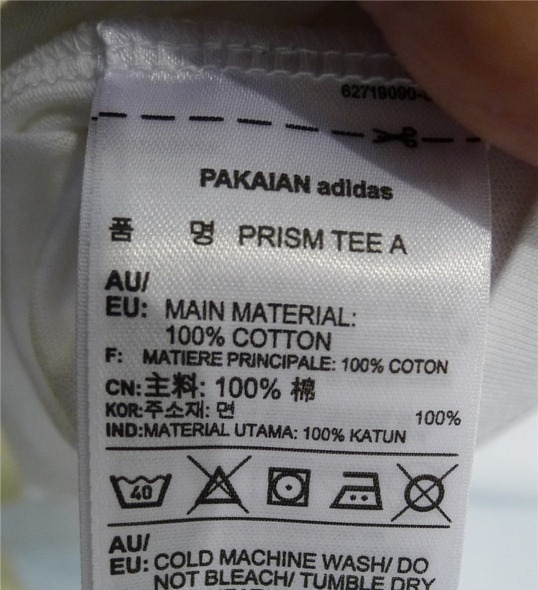 62719090-
PAKAIAN adidas
품 명 PRISM TEE A
AU/
EU: MAIN MATERIAL:
100% COTTON
F: MATIERE PRINCIPALE: 100% COTON
CN:主料: 100% 棉
KOR:주소재: 면 100%
IND:MATERIAL UTAMA: 100% KATUN
40
AU/
EU: COLD MACHINE WASH/ DO
NOT BLEACH/ TUMBLE DRY